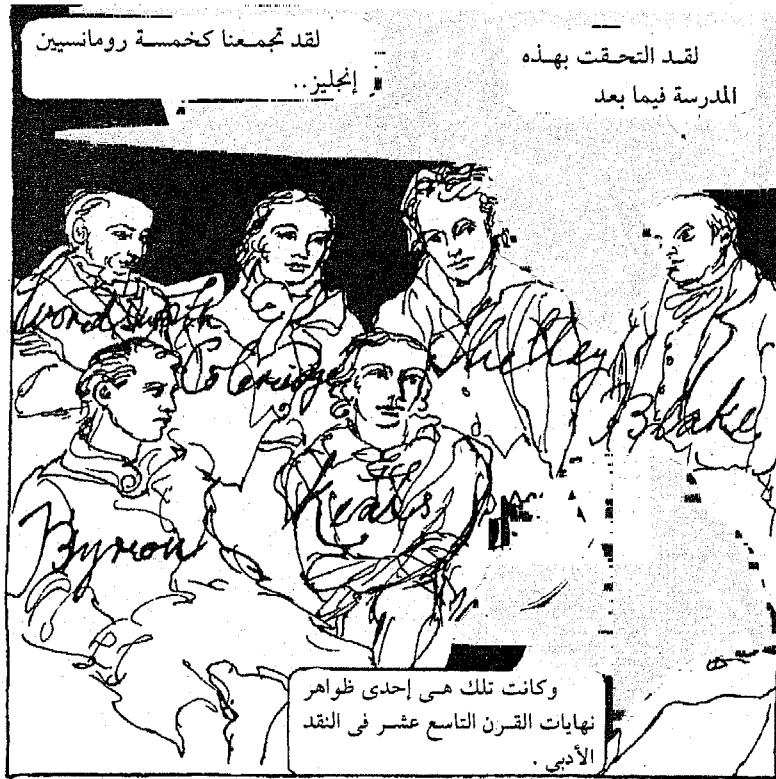 لقد تجمعنا كخمسة رومانسيين
إنجليز..
لقد التحقت بهذه
المدرسة فيما بعد
Wordsworth
Coleridge
Shelley
Blake
Byron
Keats
وكانت تلك هى إحدى ظواهر
نهايات القرن التاسع عشر فى النقد
الأدبى .